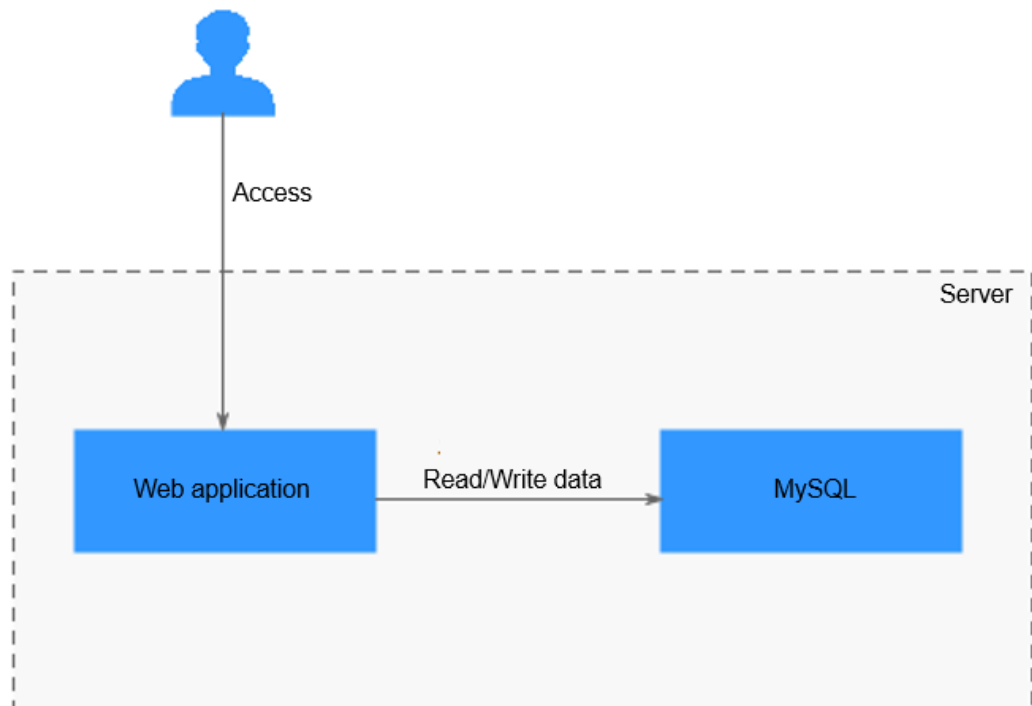 Access
Server
Web application
Read/Write data
MySQL